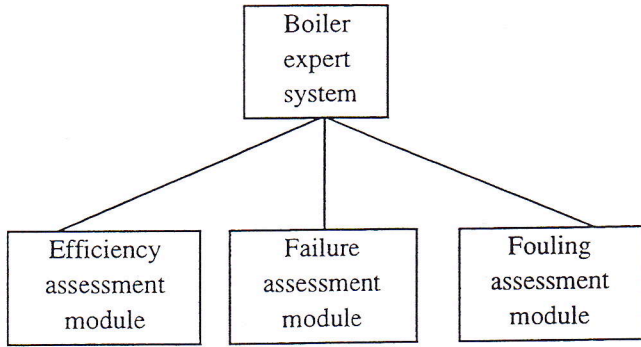 Boiler
expert
system
Efficiency
assessment
module
Failure
assessment
module
Fouling
assessment
module